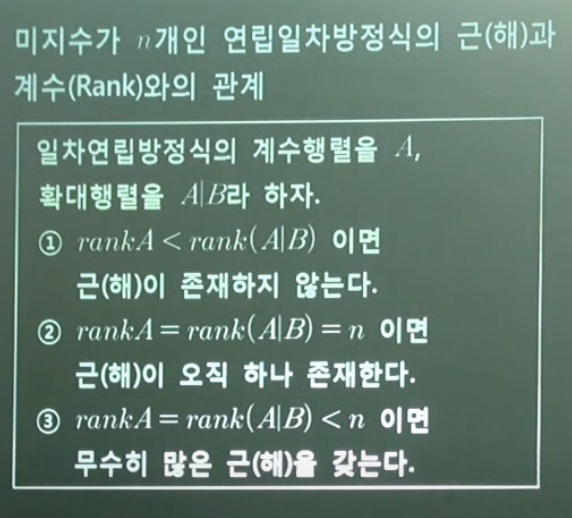 미지수가 n개인 연립일차방정식의 근(해)과
계수(Rank)와의 관계
일차연립방정식의 계수행렬을 A,
확대행렬을 A|B라 하자.
① rankA < rank(A|B) 이면
근(해)이 존재하지 않는다.
② rankA = rank(A|B) = n 이면
근(해)이 오직 하나 존재한다.
③ rankA = rank(A|B) < n 이면
무수히 많은 근(해)을 갖는다.